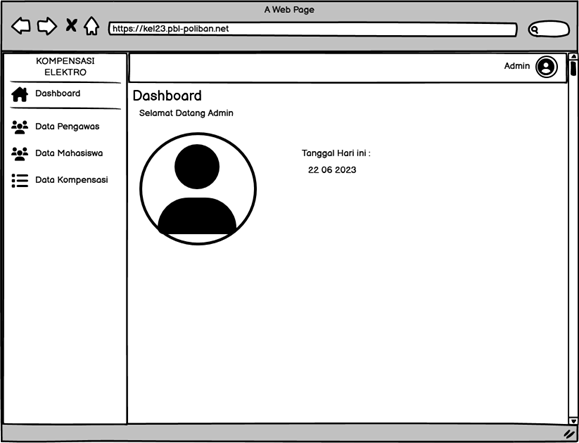 A Web Page
https://kel23.pbl-poliban.net
KOMPENSASI
ELEKTRO
Admin
Dashboard
Data Pengawas
Data Mahasiswa
Data Kompensasi
Dashboard
Selamat Datang Admin
Tanggal Hari ini :
22 06 2023